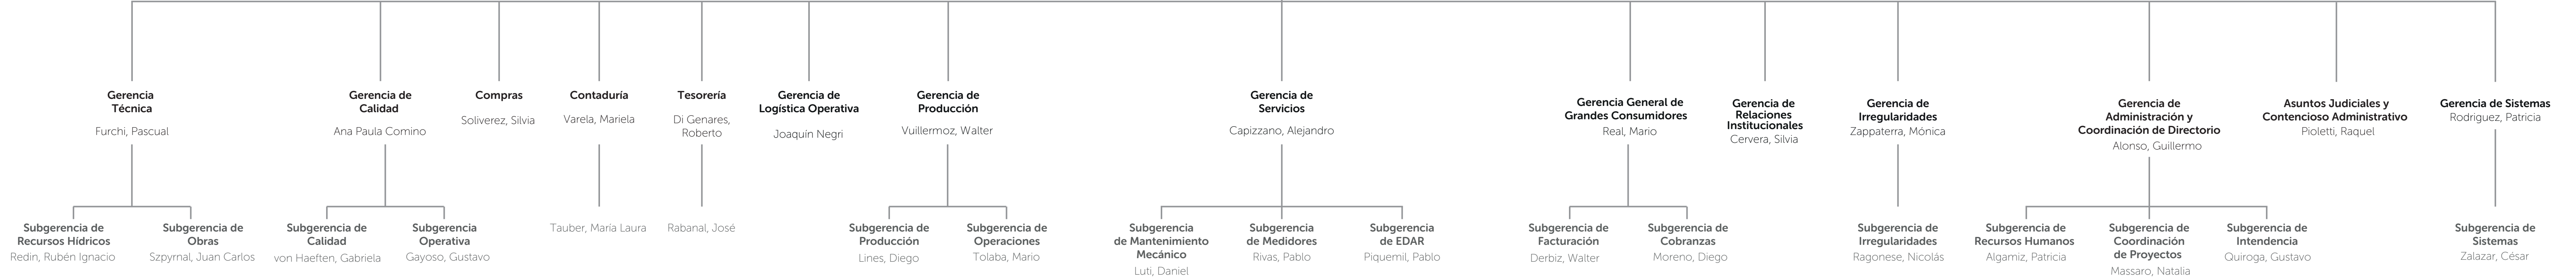 Gerencia
Técnica
Furchi, Pascual
Gerencia de
Calidad
Ana Paula Comino
Compras
Soliverez, Silvia
Contaduría
Varela, Mariela
Tesorería
Di Genares,
Roberto
Gerencia de
Logística Operativa
Joaquín Negri
Gerencia de
Producción
Vuillermoz, Walter
Gerencia de
Servicios
Capizzano, Alejandro
Gerencia General de
Grandes Consumidores
Real, Mario
Gerencia de
Relaciones
Institucionales
Cervera, Silvia
Gerencia de
Irregularidades
Zappaterra, Mónica
Gerencia de
Administración y
Coordinación de Directorio
Alonso, Guillermo
Asuntos Judiciales y
Contencioso Administrativo
Pioletti, Raquel
Gerencia de Sistemas
Rodriguez, Patricia
Subgerencia de
Recursos Hídricos
Redin, Rubén Ignacio
Subgerencia de
Obras
Szpyrnal, Juan Carlos
Subgerencia de
Calidad
von Haeften, Gabriela
Subgerencia
Operativa
Gayoso, Gustavo
Tauber, María Laura
Rabanal, José
Subgerencia de
Producción
Lines, Diego
Subgerencia de
Operaciones
Tolaba, Mario
Subgerencia
de Mantenimiento
Mecánico
Luti, Daniel
Subgerencia
de Medidores
Rivas, Pablo
Subgerencia
de EDAR
Piquemil, Pablo
Subgerencia de
Facturación
Derbiz, Walter
Subgerencia de
Cobranzas
Moreno, Diego
Subgerencia de
Irregularidades
Ragonese, Nicolás
Subgerencia de
Recursos Humanos
Algamiz, Patricia
Subgerencia de
Coordinación
de Proyectos
Massaro, Natalia
Subgerencia de
Intendencia
Quiroga, Gustavo
Subgerencia de
Sistemas
Zalazar, César